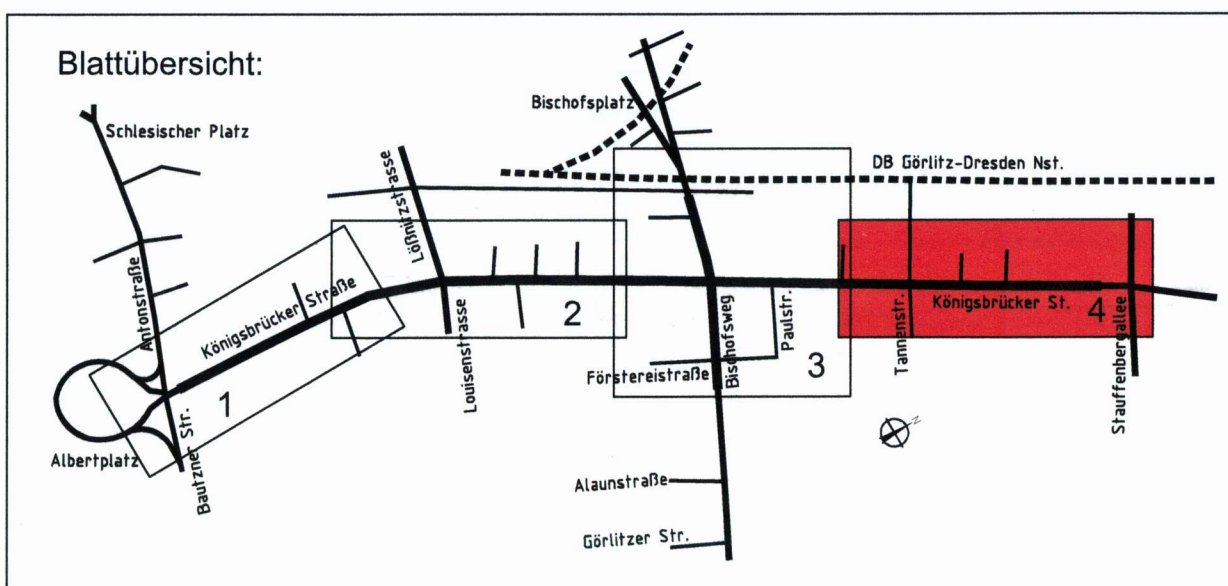 Blattübersicht:
Schlesischer Platz
Bischofsplatz
DB Görlitz-Dresden Nst.
Lößnitzstrasse
Antonstraße
Königsbrücker Straße
1
2
3
4
Louisenstrasse
Förstereistraße
Bischofsweg
Paulstr.
Tannenstr.
Königsbrücker St.
Stauffenbergallee
N
Albertplatz
Bautzner Str.
Alaunstraße
Görlitzer Str.